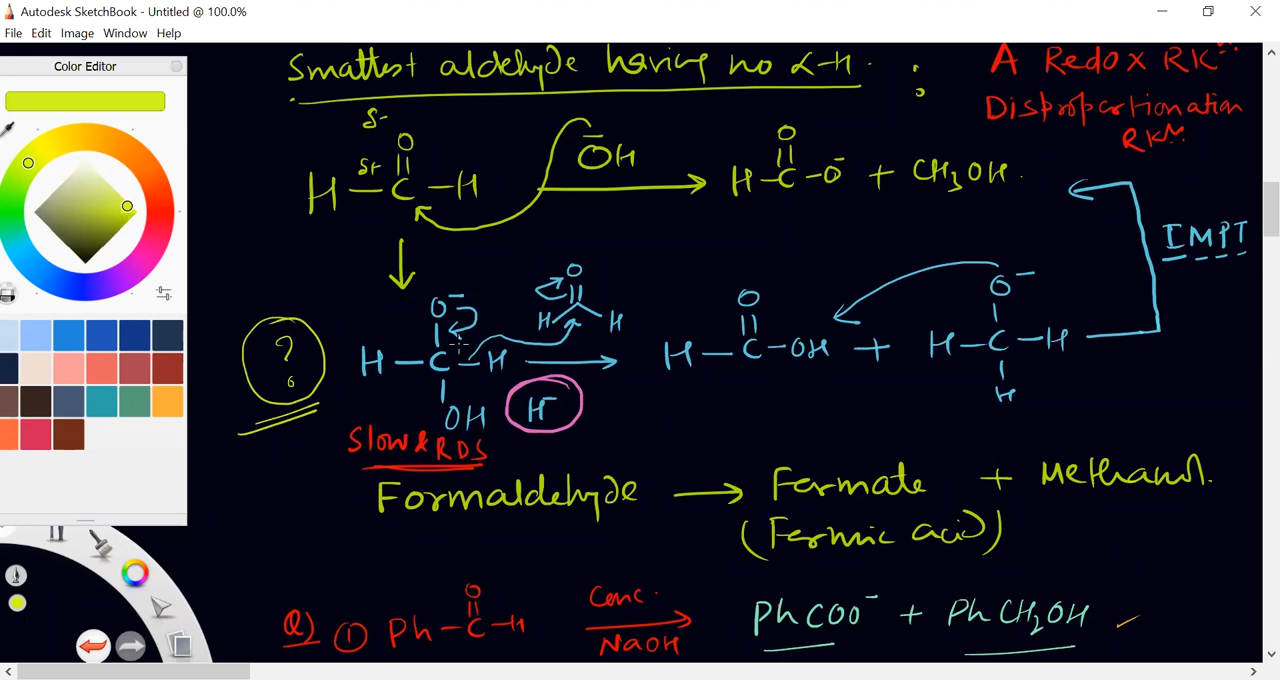 Autodesk SketchBook - Untitled @ 100.0%
File Edit Image Window Help
Color Editor
Smallest aldehyde having no α-H. :
A Redox RXⁿ
Disproportionation
RXⁿ
δ-
O
δ+
H - C - H
OH
O
H - C - O⁻ + CH3OH.
IMPT
O⁻
H - C - H
OH
O
H H
H⁻
O
H - C - OH + H - C - H
O⁻
H
?
Slow & RDS
Formaldehyde → Formate + Methanol.
(Formic acid)
Q) ① Ph - C - H
O
Conc.
NaOH
PhCOO⁻ + PhCH2OH